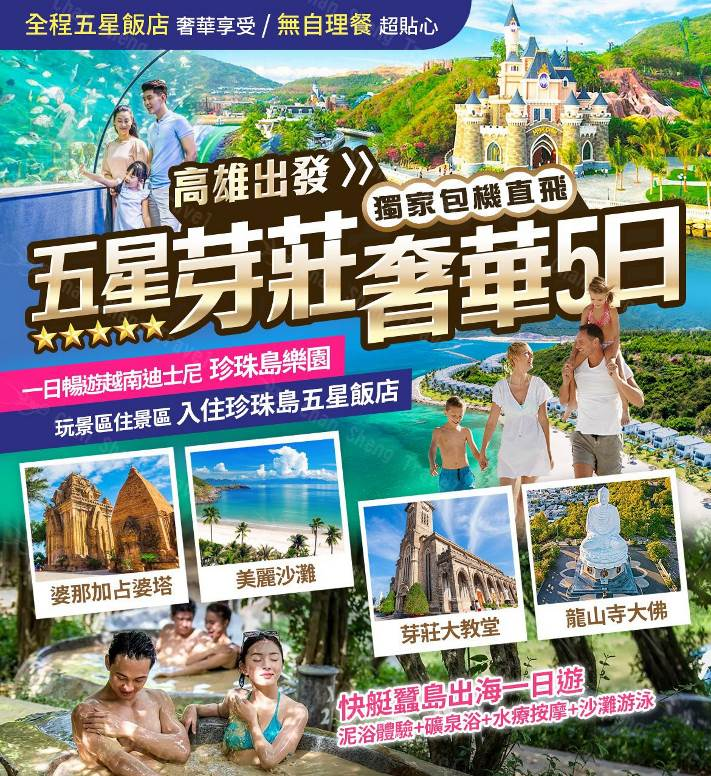 全程五星飯店 奢華享受 / 無自理餐 超貼心
高雄出發
獨家包機直飛
五星芽莊奢華5日
一日暢遊越南迪士尼 珍珠島樂園
玩景區住景區 入住珍珠島五星飯店
婆那加占婆塔
美麗沙灘
芽莊大教堂
龍山寺大佛
快艇蠶島出海一日遊
泥浴體驗+礦泉浴+水療按摩+沙灘游泳